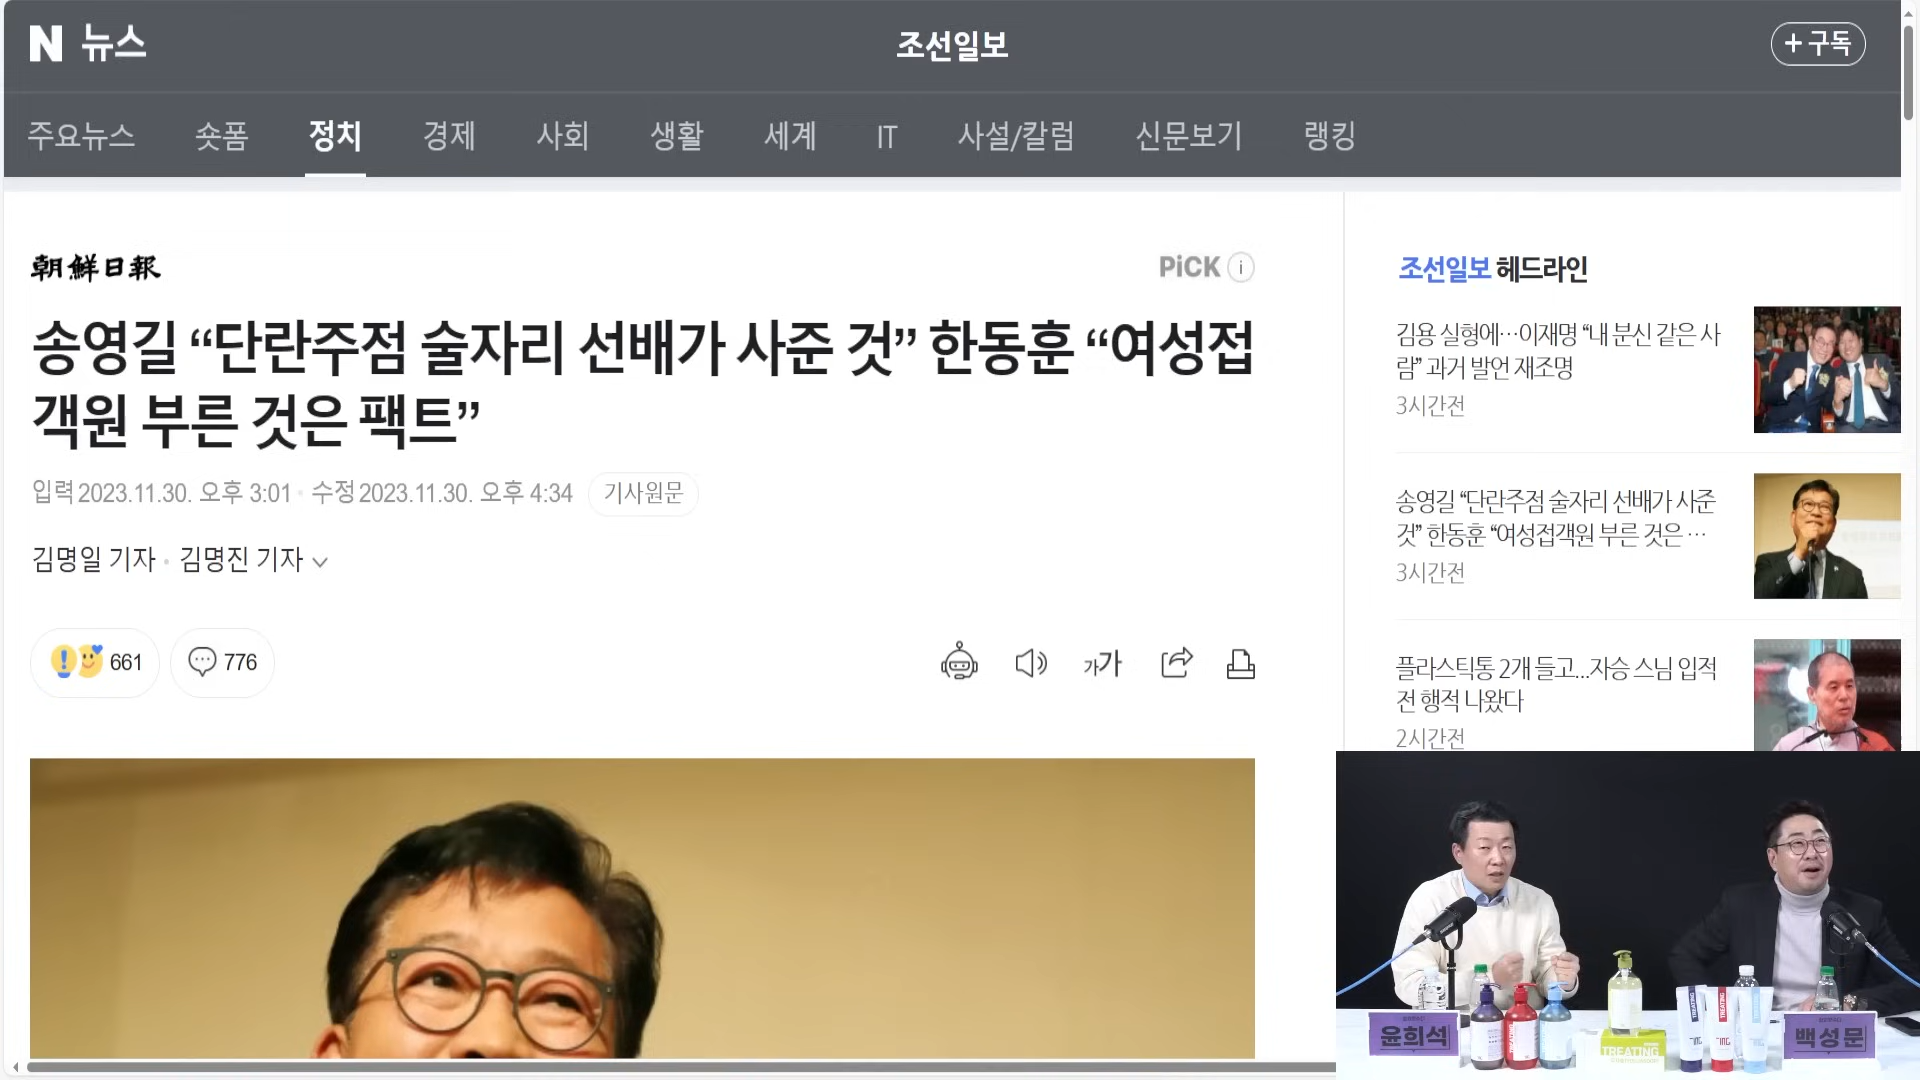 N 뉴스
조선일보
+ 구독
주요뉴스 숏폼 정치 경제 사회 생활 세계 IT 사설/칼럼 신문보기 랭킹
朝鮮日報
PiCK i
송영길 “단란주점 술자리 선배가 사준 것” 한동훈 “여성접
객원 부른 것은 팩트”
입력 2023.11.30. 오후 3:01 · 수정 2023.11.30. 오후 4:34 기사원문
김명일 기자 · 김명진 기자
661 776
가가
조선일보 헤드라인
김용 실형에…이재명 “내 분신 같은 사
람” 과거 발언 재조명
3시간전
송영길 “단란주점 술자리 선배가 사준
것” 한동훈 “여성접객원 부른 것은 …
3시간전
플라스틱통 2개 들고...자승 스님 입적
전 행적 나왔다
2시간전
윤희석
TREATING
백성문